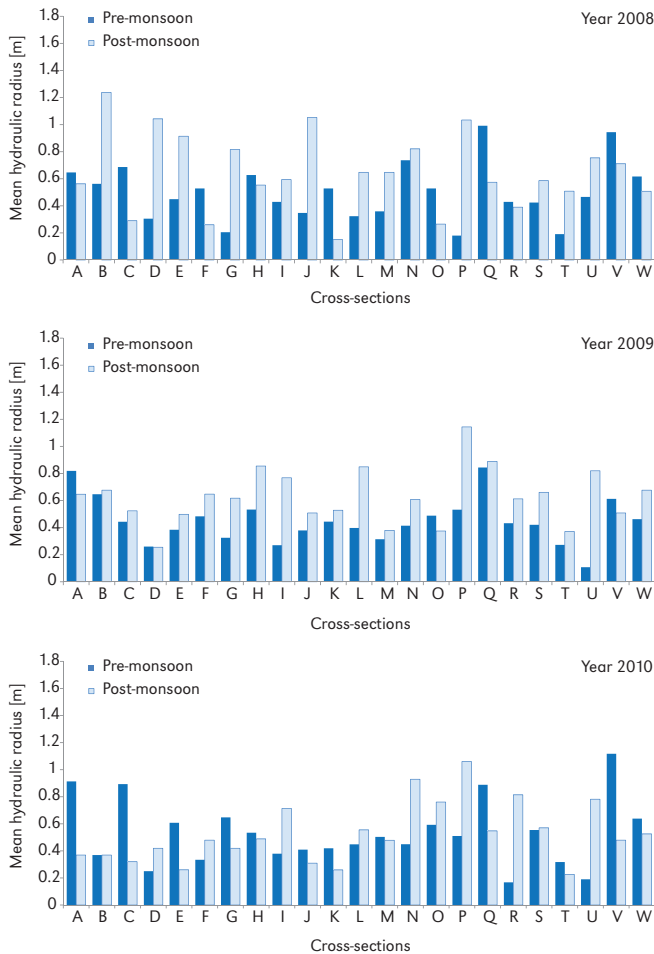 1.8
Pre-monsoon
Year 2008
1.6
Post-monsoon
1.4
1.2
1
0.8
0.6
0.4
0.2
0
Mean hydraulic radius [m]
A B C D E F G H I J K L M N O P Q R S T U V W
Cross-sections
1.8
Pre-monsoon
Year 2009
1.6
Post-monsoon
1.4
1.2
1
0.8
0.6
0.4
0.2
0
Mean hydraulic radius [m]
A B C D E F G H I J K L M N O P Q R S T U V W
Cross-sections
1.8
Pre-monsoon
Year 2010
1.6
Post-monsoon
1.4
1.2
1
0.8
0.6
0.4
0.2
0
Mean hydraulic radius [m]
A B C D E F G H I J K L M N O P Q R S T U V W
Cross-sections